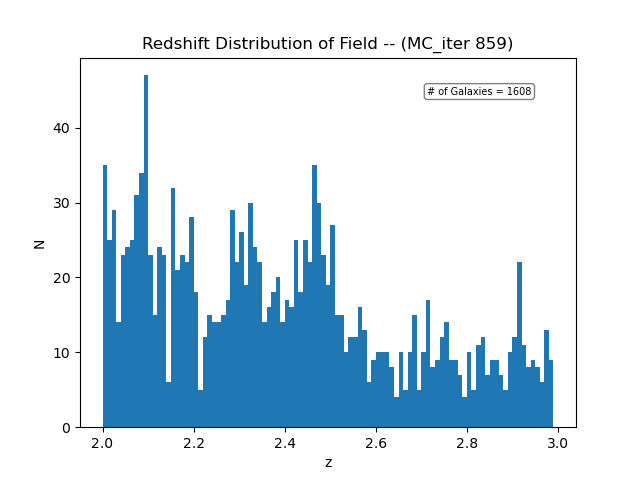 Redshift Distribution of Field -- (MC_iter 859)
# of Galaxies = 1608
N
40
30
20
10
0
2.0 2.2 2.4 2.6 2.8 3.0
z